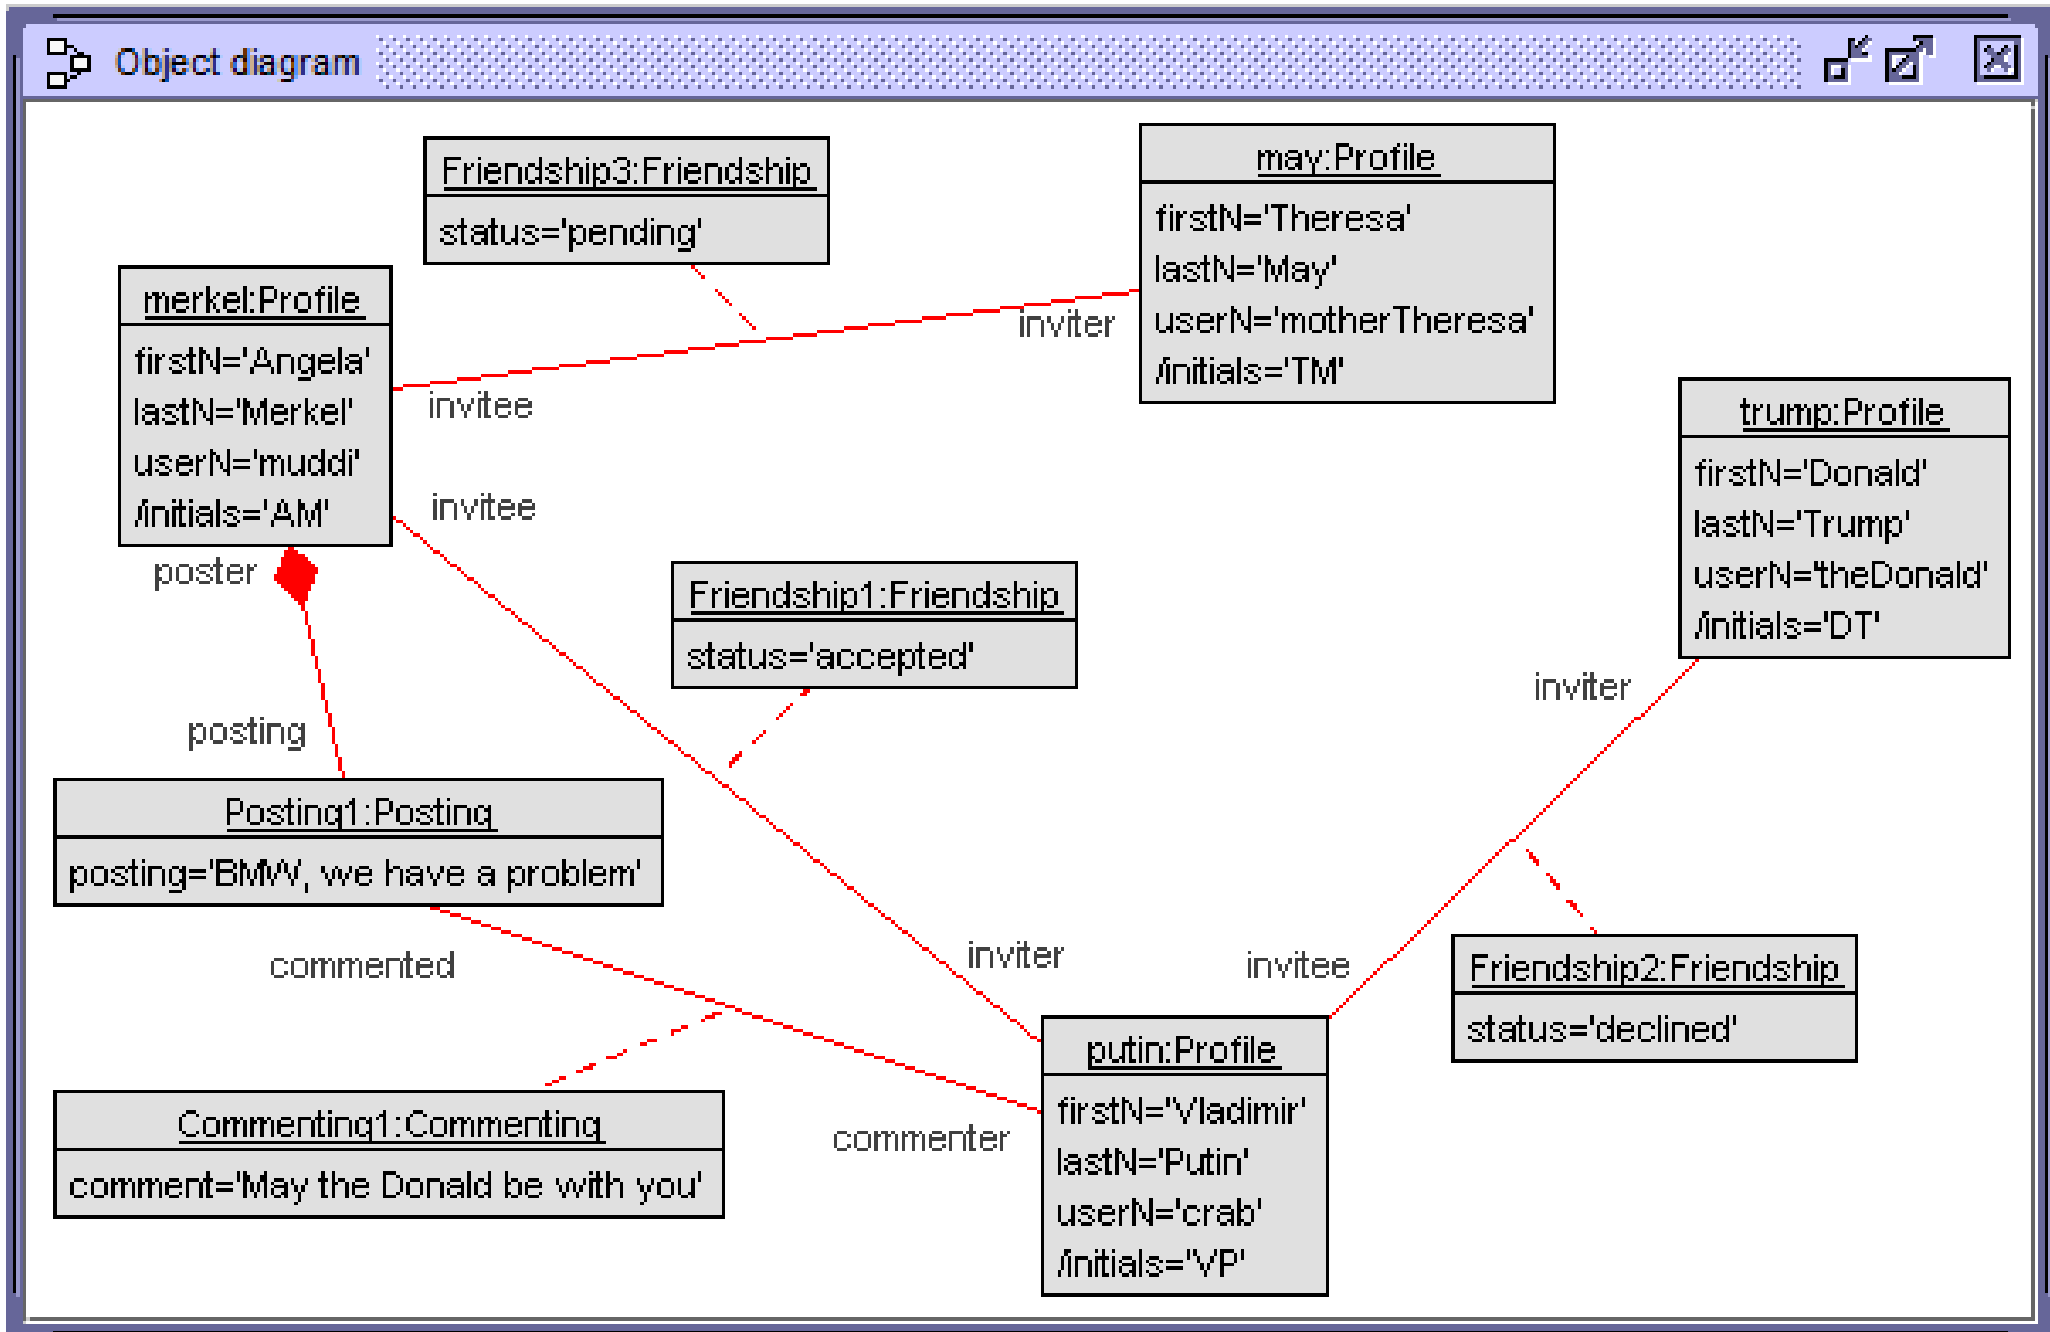 Object diagram
Friendship3:Friendship
status='pending'
may:Profile
firstN='Theresa'
lastN='May'
userN='motherTheresa'
/initials='TM'
inviter
merkel:Profile
firstN='Angela'
lastN='Merkel'
userN='muddi'
/initials='AM'
invitee
invitee
trump:Profile
firstN='Donald'
lastN='Trump'
userN='theDonald'
/initials='DT'
poster
Friendship1:Friendship
status='accepted'
inviter
posting
Posting1:Posting
posting='BMW, we have a problem'
commented
inviter
invitee
Friendship2:Friendship
status='declined'
putin:Profile
firstN='Vladimir'
lastN='Putin'
userN='crab'
/initials='VP'
Commenting1:Commenting
comment='May the Donald be with you'
commenter